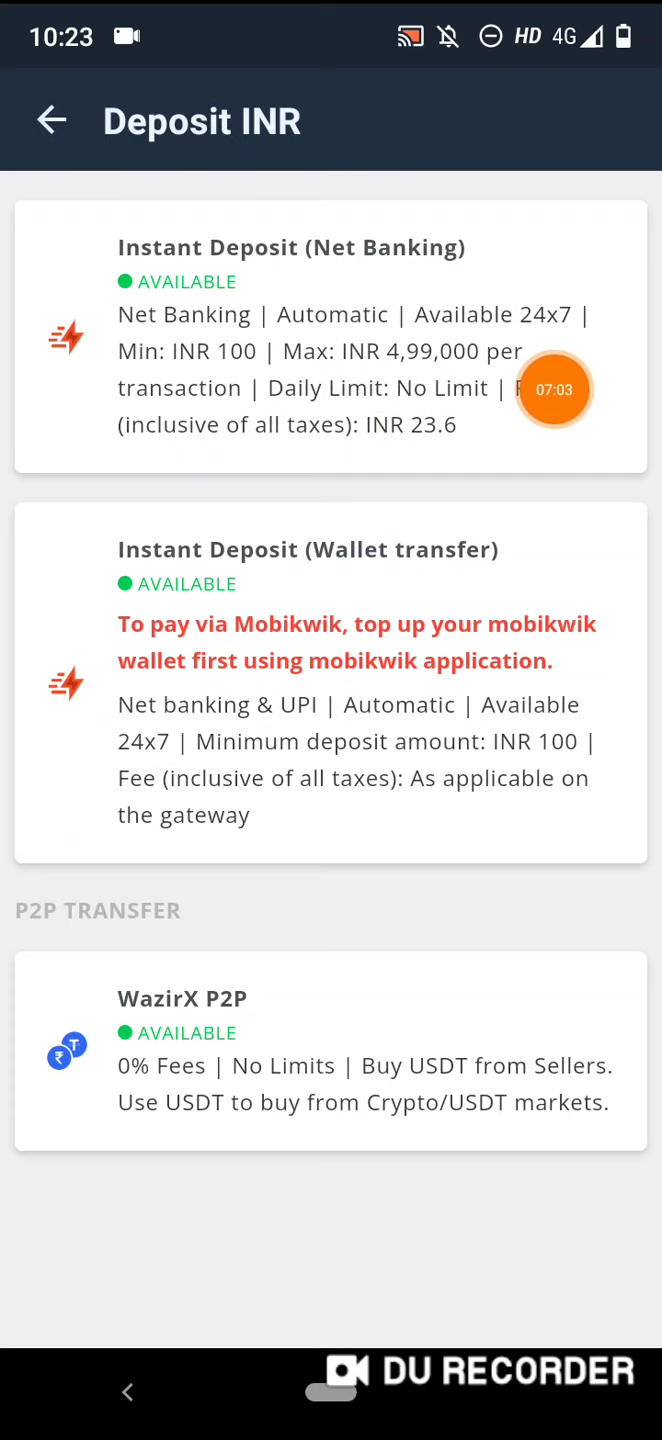 10:23
HD 4G
Deposit INR
Instant Deposit (Net Banking)
AVAILABLE
Net Banking | Automatic | Available 24x7 |
Min: INR 100 | Max: INR 4,99,000 per
transaction | Daily Limit: No Limit |
07:03
(inclusive of all taxes): INR 23.6
Instant Deposit (Wallet transfer)
AVAILABLE
To pay via Mobikwik, top up your mobikwik
wallet first using mobikwik application.
Net banking & UPI | Automatic | Available
24x7 | Minimum deposit amount: INR 100 |
Fee (inclusive of all taxes): As applicable on
the gateway
P2P TRANSFER
WazirX P2P
AVAILABLE
₹ T
0% Fees | No Limits | Buy USDT from Sellers.
Use USDT to buy from Crypto/USDT markets.
DU RECORDER